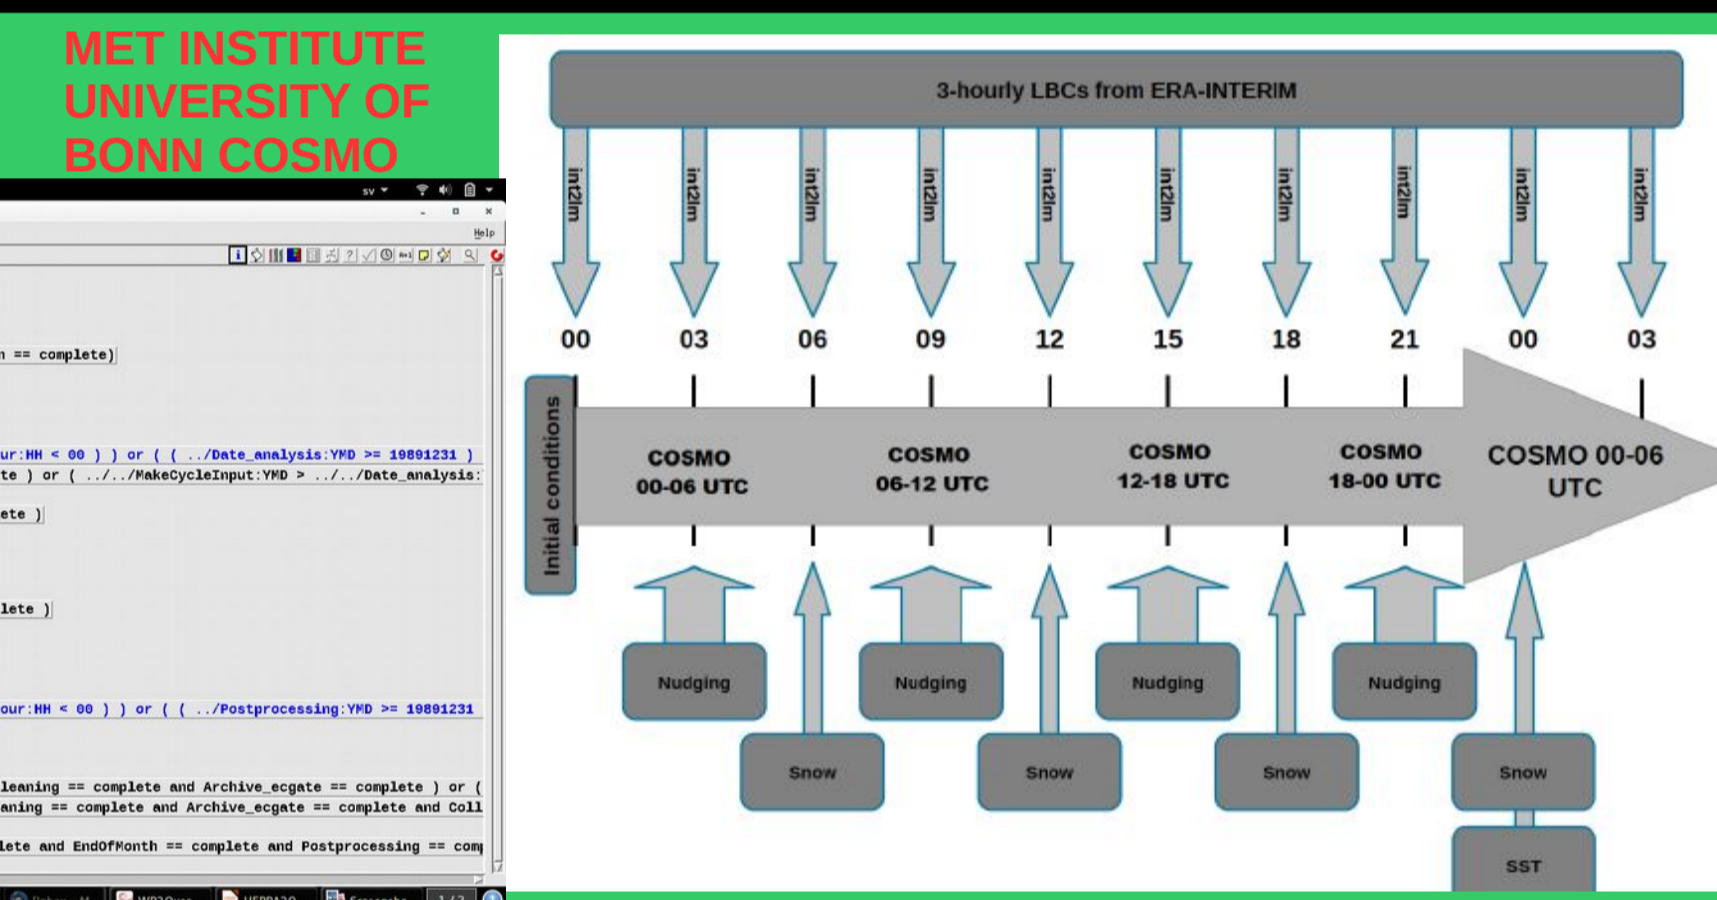 MET INSTITUTE
UNIVERSITY OF
BONN COSMO
sv
Help
n == complete)
ur:HH < 00 ) ) or ( ( ../Date_analysis:YMD >= 19891231 )
te ) or ( ../../MakeCycleInput:YMD > ../../Date_analysis:
ete )
lete )
our:HH < 00 ) ) or ( ( ../Postprocessing:YMD >= 19891231
leaning == complete and Archive_ecgate == complete ) or (
aning == complete and Archive_ecgate == complete and Coll
lete and EndOfMonth == complete and Postprocessing == comp
3-hourly LBCs from ERA-INTERIM
int2lm int2lm int2lm int2lm int2lm int2lm int2lm int2lm int2lm int2lm
00 03 06 09 12 15 18 21 00 03
Initial conditions
COSMO
00-06 UTC
COSMO
06-12 UTC
COSMO
12-18 UTC
COSMO
18-00 UTC
COSMO 00-06
UTC
Nudging Nudging Nudging Nudging
Snow Snow Snow Snow
SST